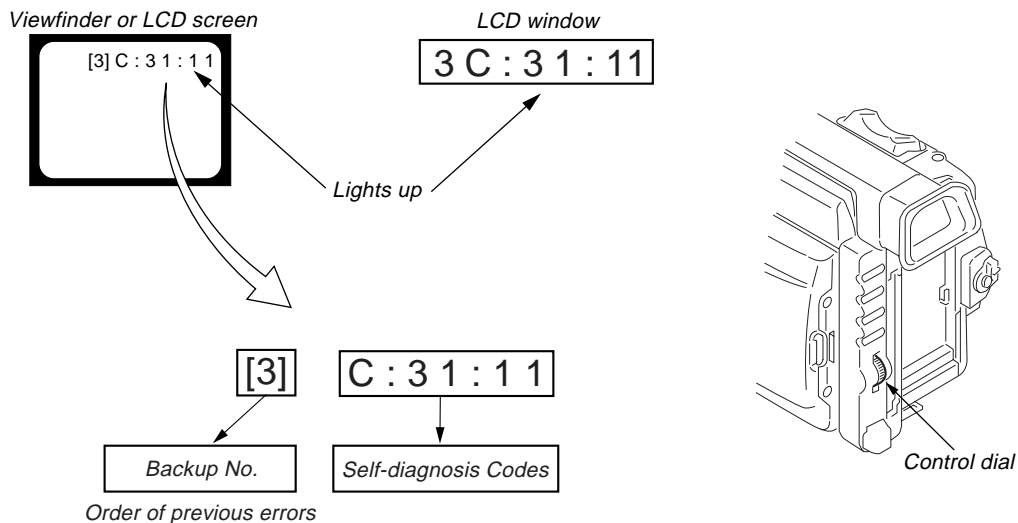 Viewfinder or LCD screen
LCD window
[3] C : 3 1 : 1 1
3 C : 3 1 : 11
Lights up
[3]
C : 3 1 : 1 1
Backup No.
Self-diagnosis Codes
Order of previous errors
Control dial